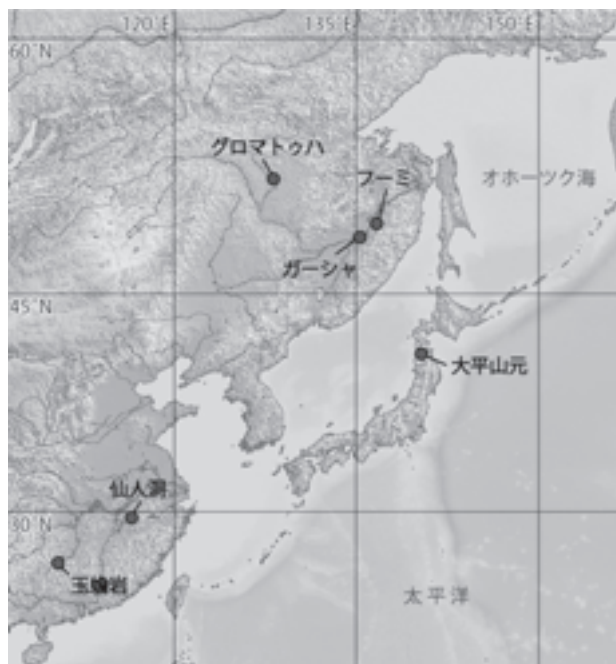 120°E
135°E
150°E
60°N
グロマトゥハ
フーミ
オホーツク海
ガーシャ
45°N
大平山元
仙人洞
30°N
玉蟾岩
太平洋